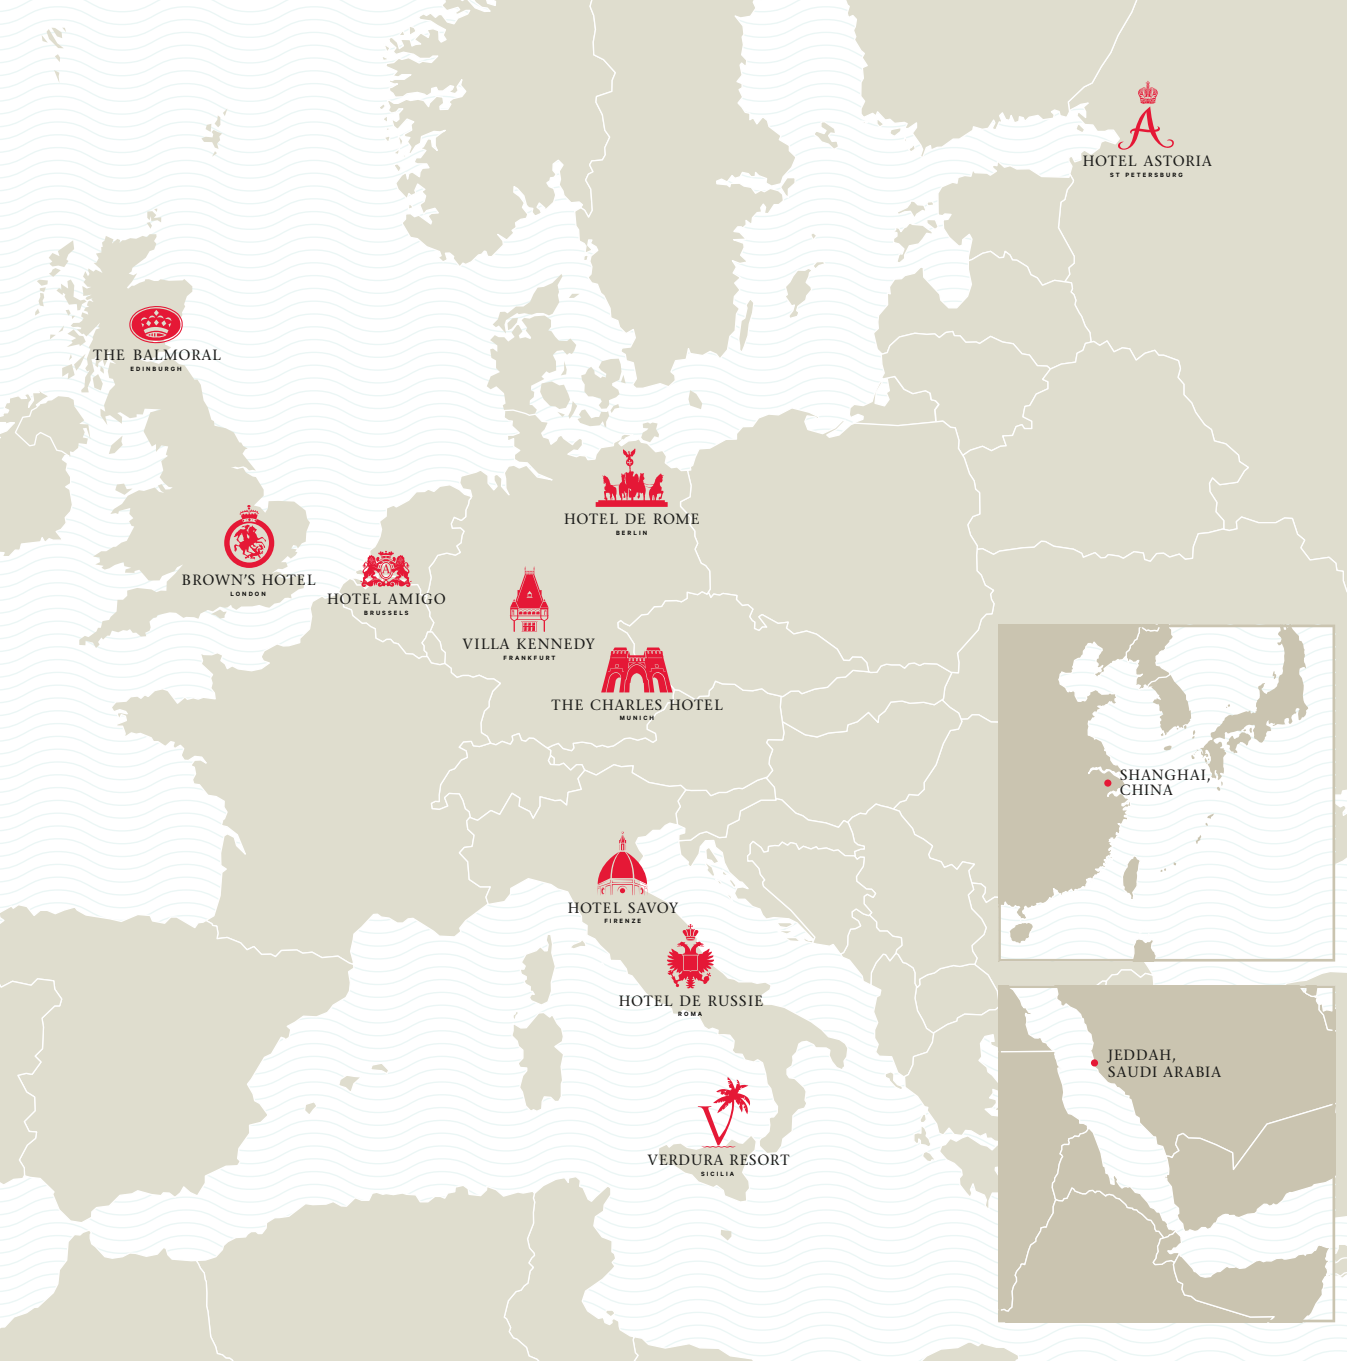 HOTEL ASTORIA
ST PETERSBURG
THE BALMORAL
EDINBURGH
HOTEL DE ROME
BERLIN
BROWN'S HOTEL
LONDON
HOTEL AMIGO
BRUSSELS
VILLA KENNEDY
FRANKFURT
THE CHARLES HOTEL
MUNICH
SHANGHAI,
CHINA
HOTEL SAVOY
FIRENZE
HOTEL DE RUSSIE
ROMA
JEDDAH,
SAUDI ARABIA
VERDURA RESORT
SICILIA